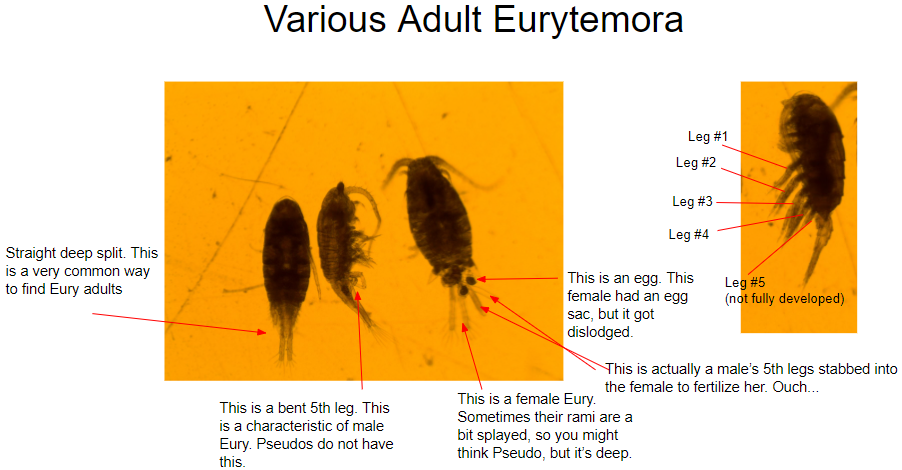 Various Adult Eurytemora
Leg #1
Leg #2
Leg #3
Leg #4
Leg #5
(not fully developed)
Straight deep split. This
is a very common way
to find Eury adults
This is an egg. This
female had an egg
sac, but it got
dislodged.
This is actually a male’s 5th legs stabbed into
the female to fertilize her. Ouch...
This is a bent 5th leg. This
is a characteristic of male
Eury. Pseudos do not have
this.
This is a female Eury.
Sometimes their rami are a
bit splayed, so you might
think Pseudo, but it’s deep.